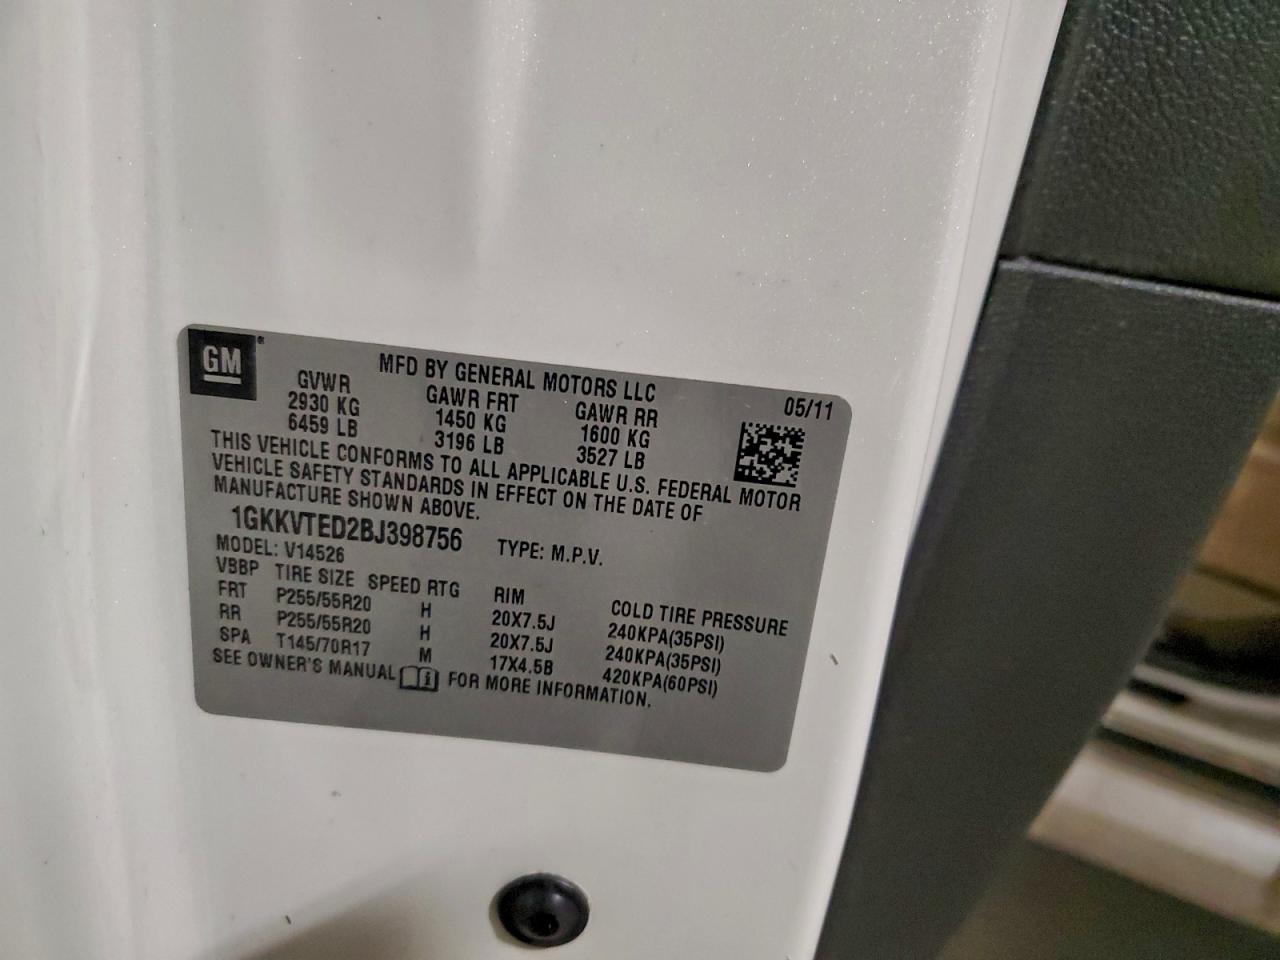 GM
MFD BY GENERAL MOTORS LLC
05/11
GVWR GAWR FRT GAWR RR
2930 KG 1450 KG 1600 KG
6459 LB 3196 LB 3527 LB
THIS VEHICLE CONFORMS TO ALL APPLICABLE U.S. FEDERAL MOTOR
VEHICLE SAFETY STANDARDS IN EFFECT ON THE DATE OF
MANUFACTURE SHOWN ABOVE.
1GKKVTED2BJ398756 TYPE: M.P.V.
MODEL: V14526
VBBP TIRE SIZE SPEED RTG RIM COLD TIRE PRESSURE
FRT P255/55R20 H 20X7.5J 240KPA(35PSI)
RR P255/55R20 H 20X7.5J 240KPA(35PSI)
SPA T145/70R17 M 17X4.5B 420KPA(60PSI)
SEE OWNER'S MANUAL FOR MORE INFORMATION.